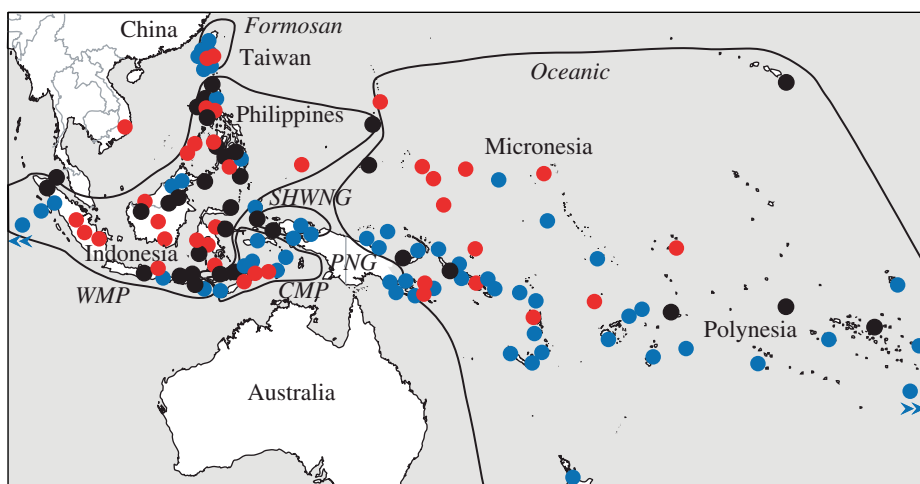 China
Formosan
Taiwan
Oceanic
Philippines
Micronesia
SHWNG
Indonesia
PNG
WMP
CMP
Polynesia
Australia